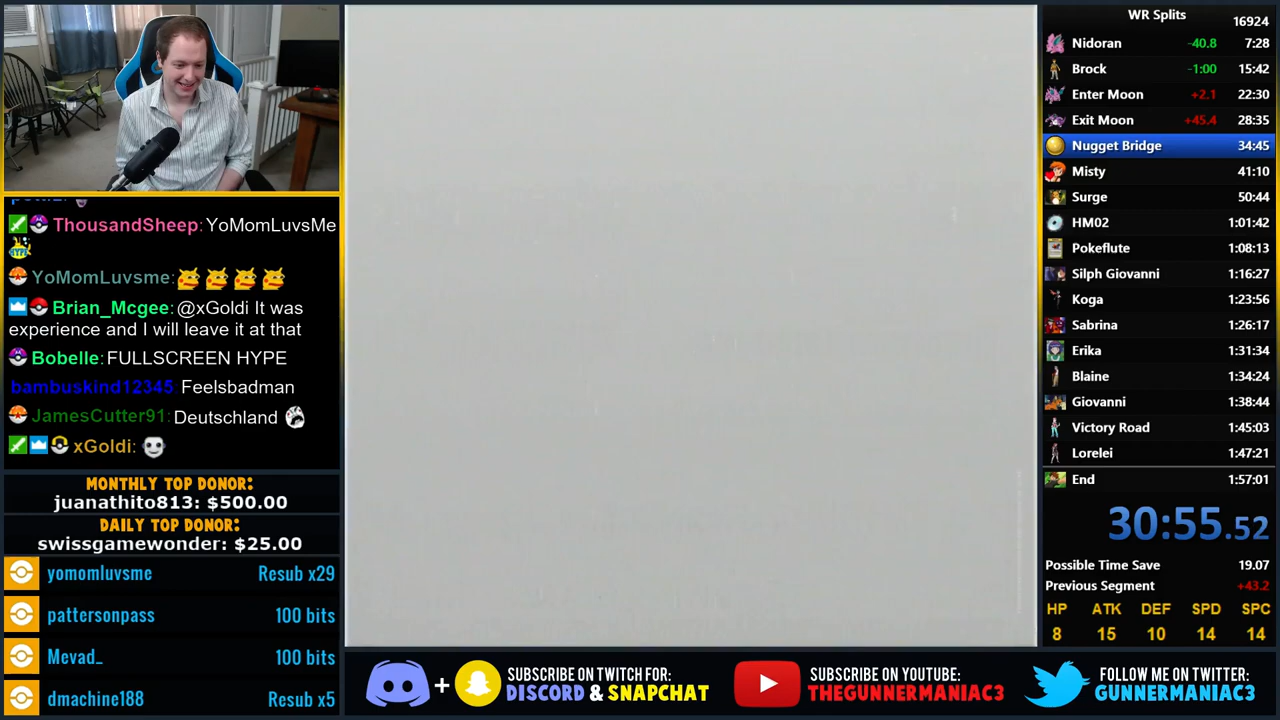 ThousandSheep: YoMomLuvsMe
YoMomLuvsme:
Brian_Mcgee: @xGoldi It was
experience and I will leave it at that
Bobelle: FULLSCREEN HYPE
bambuskind12345 Feelsbadman
JamesCutter91: Deutschland
xGoldi:
MONTHLY TOP DONOR:
juanathito813: $500.00
DAILY TOP DONOR:
swissgamewonder: $25.00
yomomluvsme Resub x29
pattersonpass 100 bits
Mevad_ 100 bits
dmachine188 Resub x5
WR Splits
16924
Nidoran -40.8 7:28
Brock -1:00 15:42
Enter Moon +2.1 22:30
Exit Moon +45.4 28:35
Nugget Bridge 34:45
Misty 41:10
Surge 50:44
HM02 1:01:42
Pokeflute 1:08:13
Silph Giovanni 1:16:27
Koga 1:23:56
Sabrina 1:26:17
Erika 1:31:34
Blaine 1:34:24
Giovanni 1:38:44
Victory Road 1:45:03
Lorelei 1:47:21
End 1:57:01
30:55.52
Possible Time Save 19.07
Previous Segment +43.2
HP ATK DEF SPD SPC
8 15 10 14 14
+
SUBSCRIBE ON TWITCH FOR:
DISCORD & SNAPCHAT
SUBSCRIBE ON YOUTUBE:
THEGUNNERMANIAC3
FOLLOW ME ON TWITTER:
GUNNERMANIAC3